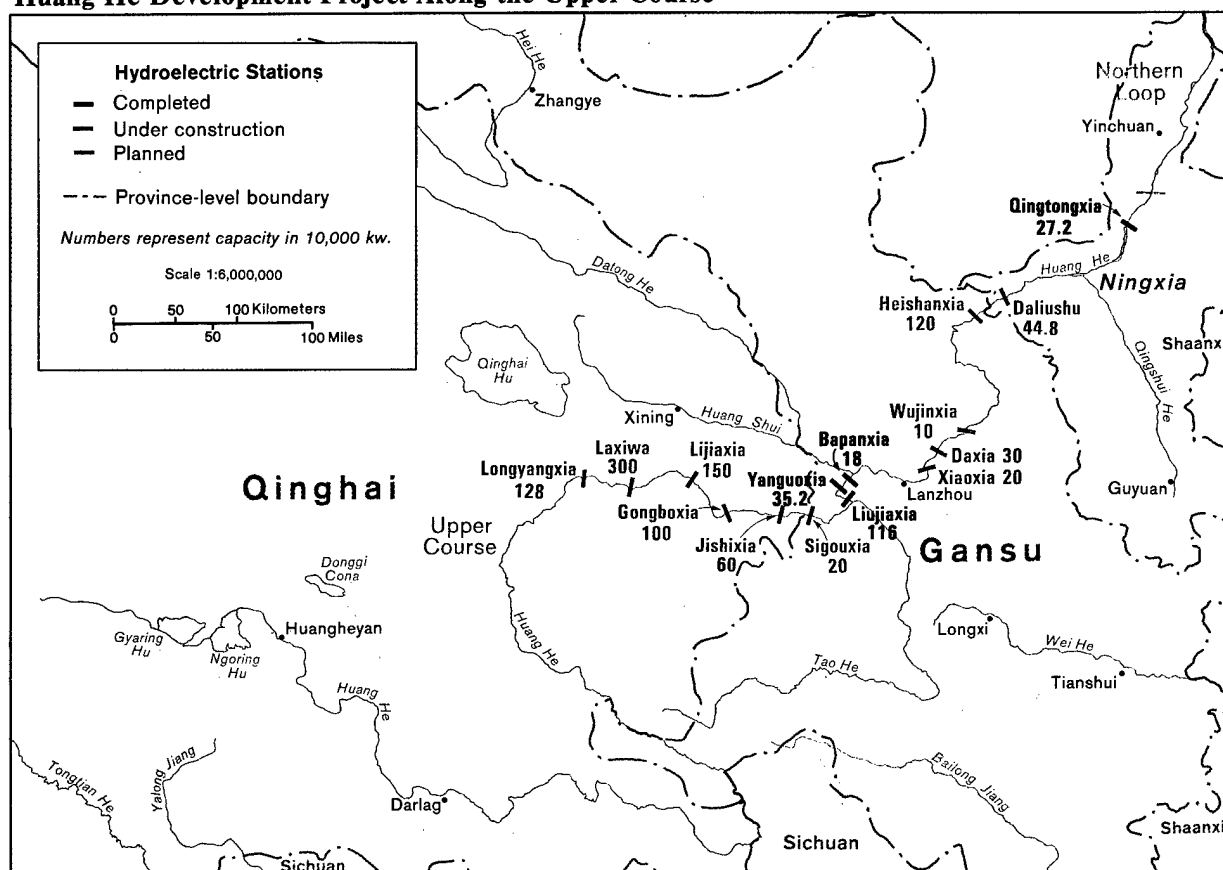 Huang He Development Project Along the Upper Course
Hydroelectric Stations
Completed
Under construction
Planned
Province-level boundary
Numbers represent capacity in 10,000 kw.
Scale 1:6,000,000
0 50 100 Kilometers
0 50 100 Miles
Hei He
Zhangye
Northern
Loop
Yinchuan
Qingtongxia
27.2
Huang He
Ningxia
Datong He
Heishanxia
120
Daliushu
44.8
Shaanx
Qinghai
Hu
Qingshui He
Xining
Huang Shui
Wujinxia
10
Bapanxia
18
Daxia 30
Xiaoxia 20
Lanzhou
Guyuan
Laxiwa
300
Lijiaxia
150
Longyangxia
128
Yanguoxia
35.2
Qinghai
Gongboxia
100
Liujiaxia
116
Upper
Course
Jishixia
60
Sigouxia
20
Gansu
Donggi
Cona
Huangheyan
Gyaring
Hu
Ngoring
Hu
Huang He
Longxi
Wei He
Tianshui
Tao He
Huang
He
Tongtian He
Yalong Jiang
Darlag
Bailong Jiang
Sichuan
Shaanxi
Sichuan